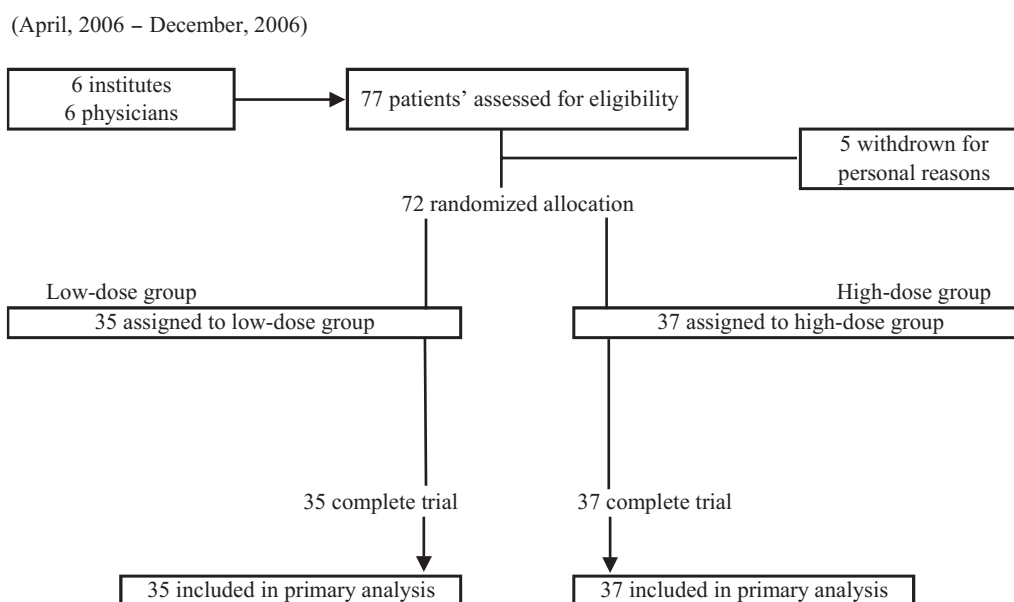 (April, 2006 – December, 2006)
6 institutes
6 physicians
77 patients’ assessed for eligibility
5 withdrown for
personal reasons
72 randomized allocation
Low-dose group
High-dose group
35 assigned to low-dose group
37 assigned to high-dose group
35 complete trial
37 complete trial
35 included in primary analysis
37 included in primary analysis